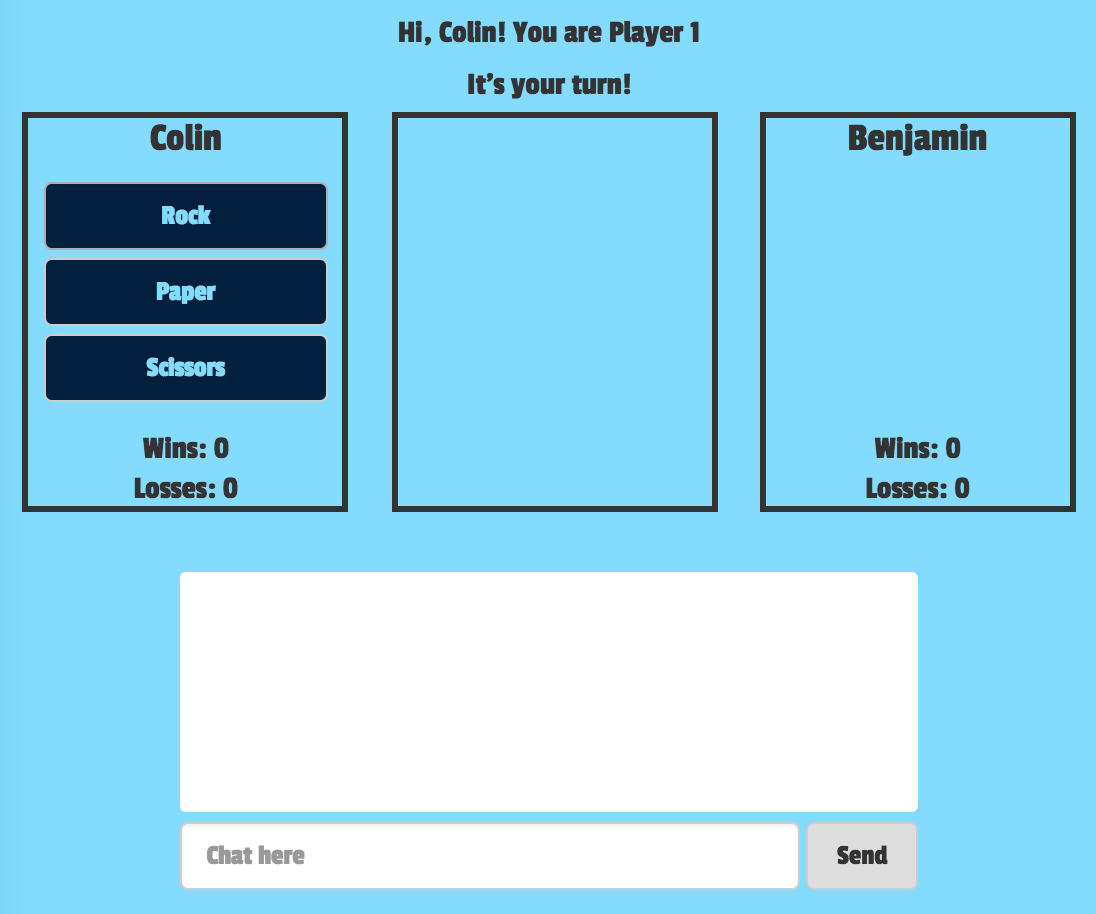 Hi, Colin! You are Player 1
It's your turn!
Colin
Rock
Paper
Scissors
Wins: 0
Losses: 0
Benjamin
Wins: 0
Losses: 0
Chat here
Send